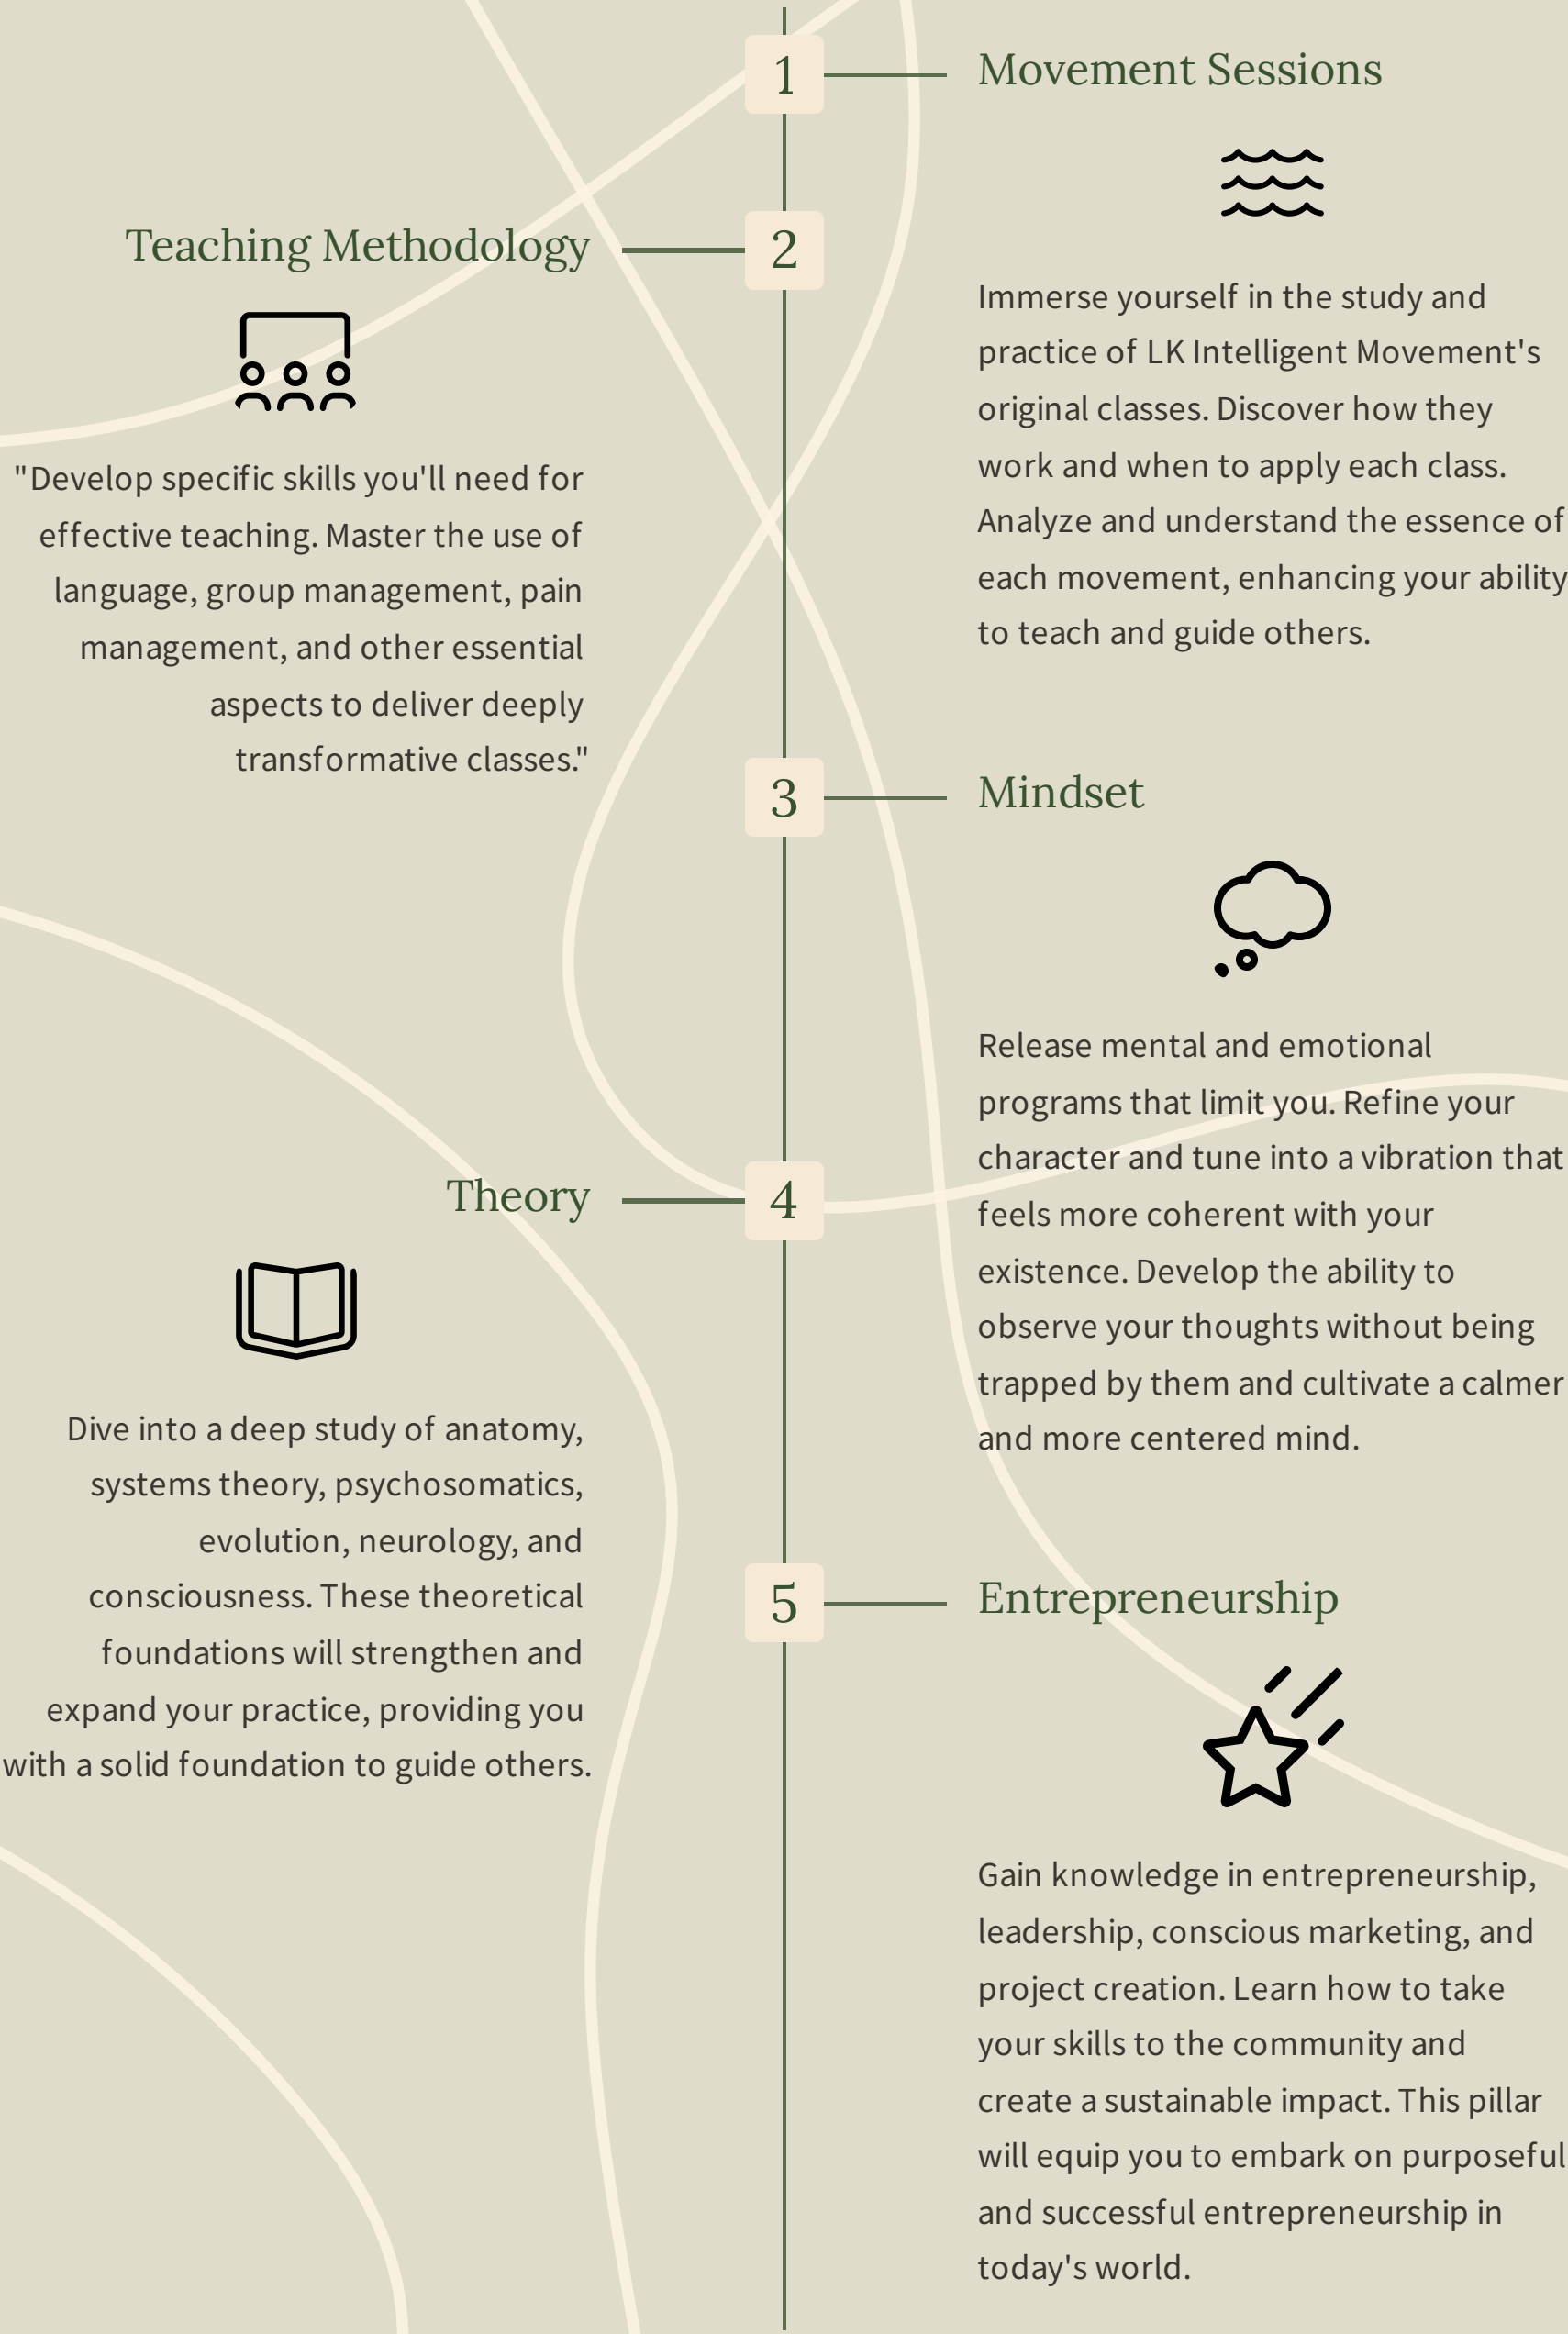 1
Movement Sessions
Immerse yourself in the study and
practice of LK Intelligent Movement's
original classes. Discover how they
work and when to apply each class.
Analyze and understand the essence of
each movement, enhancing your ability
to teach and guide others.
2
Teaching Methodology
"Develop specific skills you'll need for
effective teaching. Master the use of
language, group management, pain
management, and other essential
aspects to deliver deeply
transformative classes."
3
Mindset
Release mental and emotional
programs that limit you. Refine your
character and tune into a vibration that
feels more coherent with your
existence. Develop the ability to
observe your thoughts without being
trapped by them and cultivate a calmer
and more centered mind.
4
Theory
Dive into a deep study of anatomy,
systems theory, psychosomatics,
evolution, neurology, and
consciousness. These theoretical
foundations will strengthen and
expand your practice, providing you
with a solid foundation to guide others.
5
Entrepreneurship
Gain knowledge in entrepreneurship,
leadership, conscious marketing, and
project creation. Learn how to take
your skills to the community and
create a sustainable impact. This pillar
will equip you to embark on purposeful
and successful entrepreneurship in
today's world.